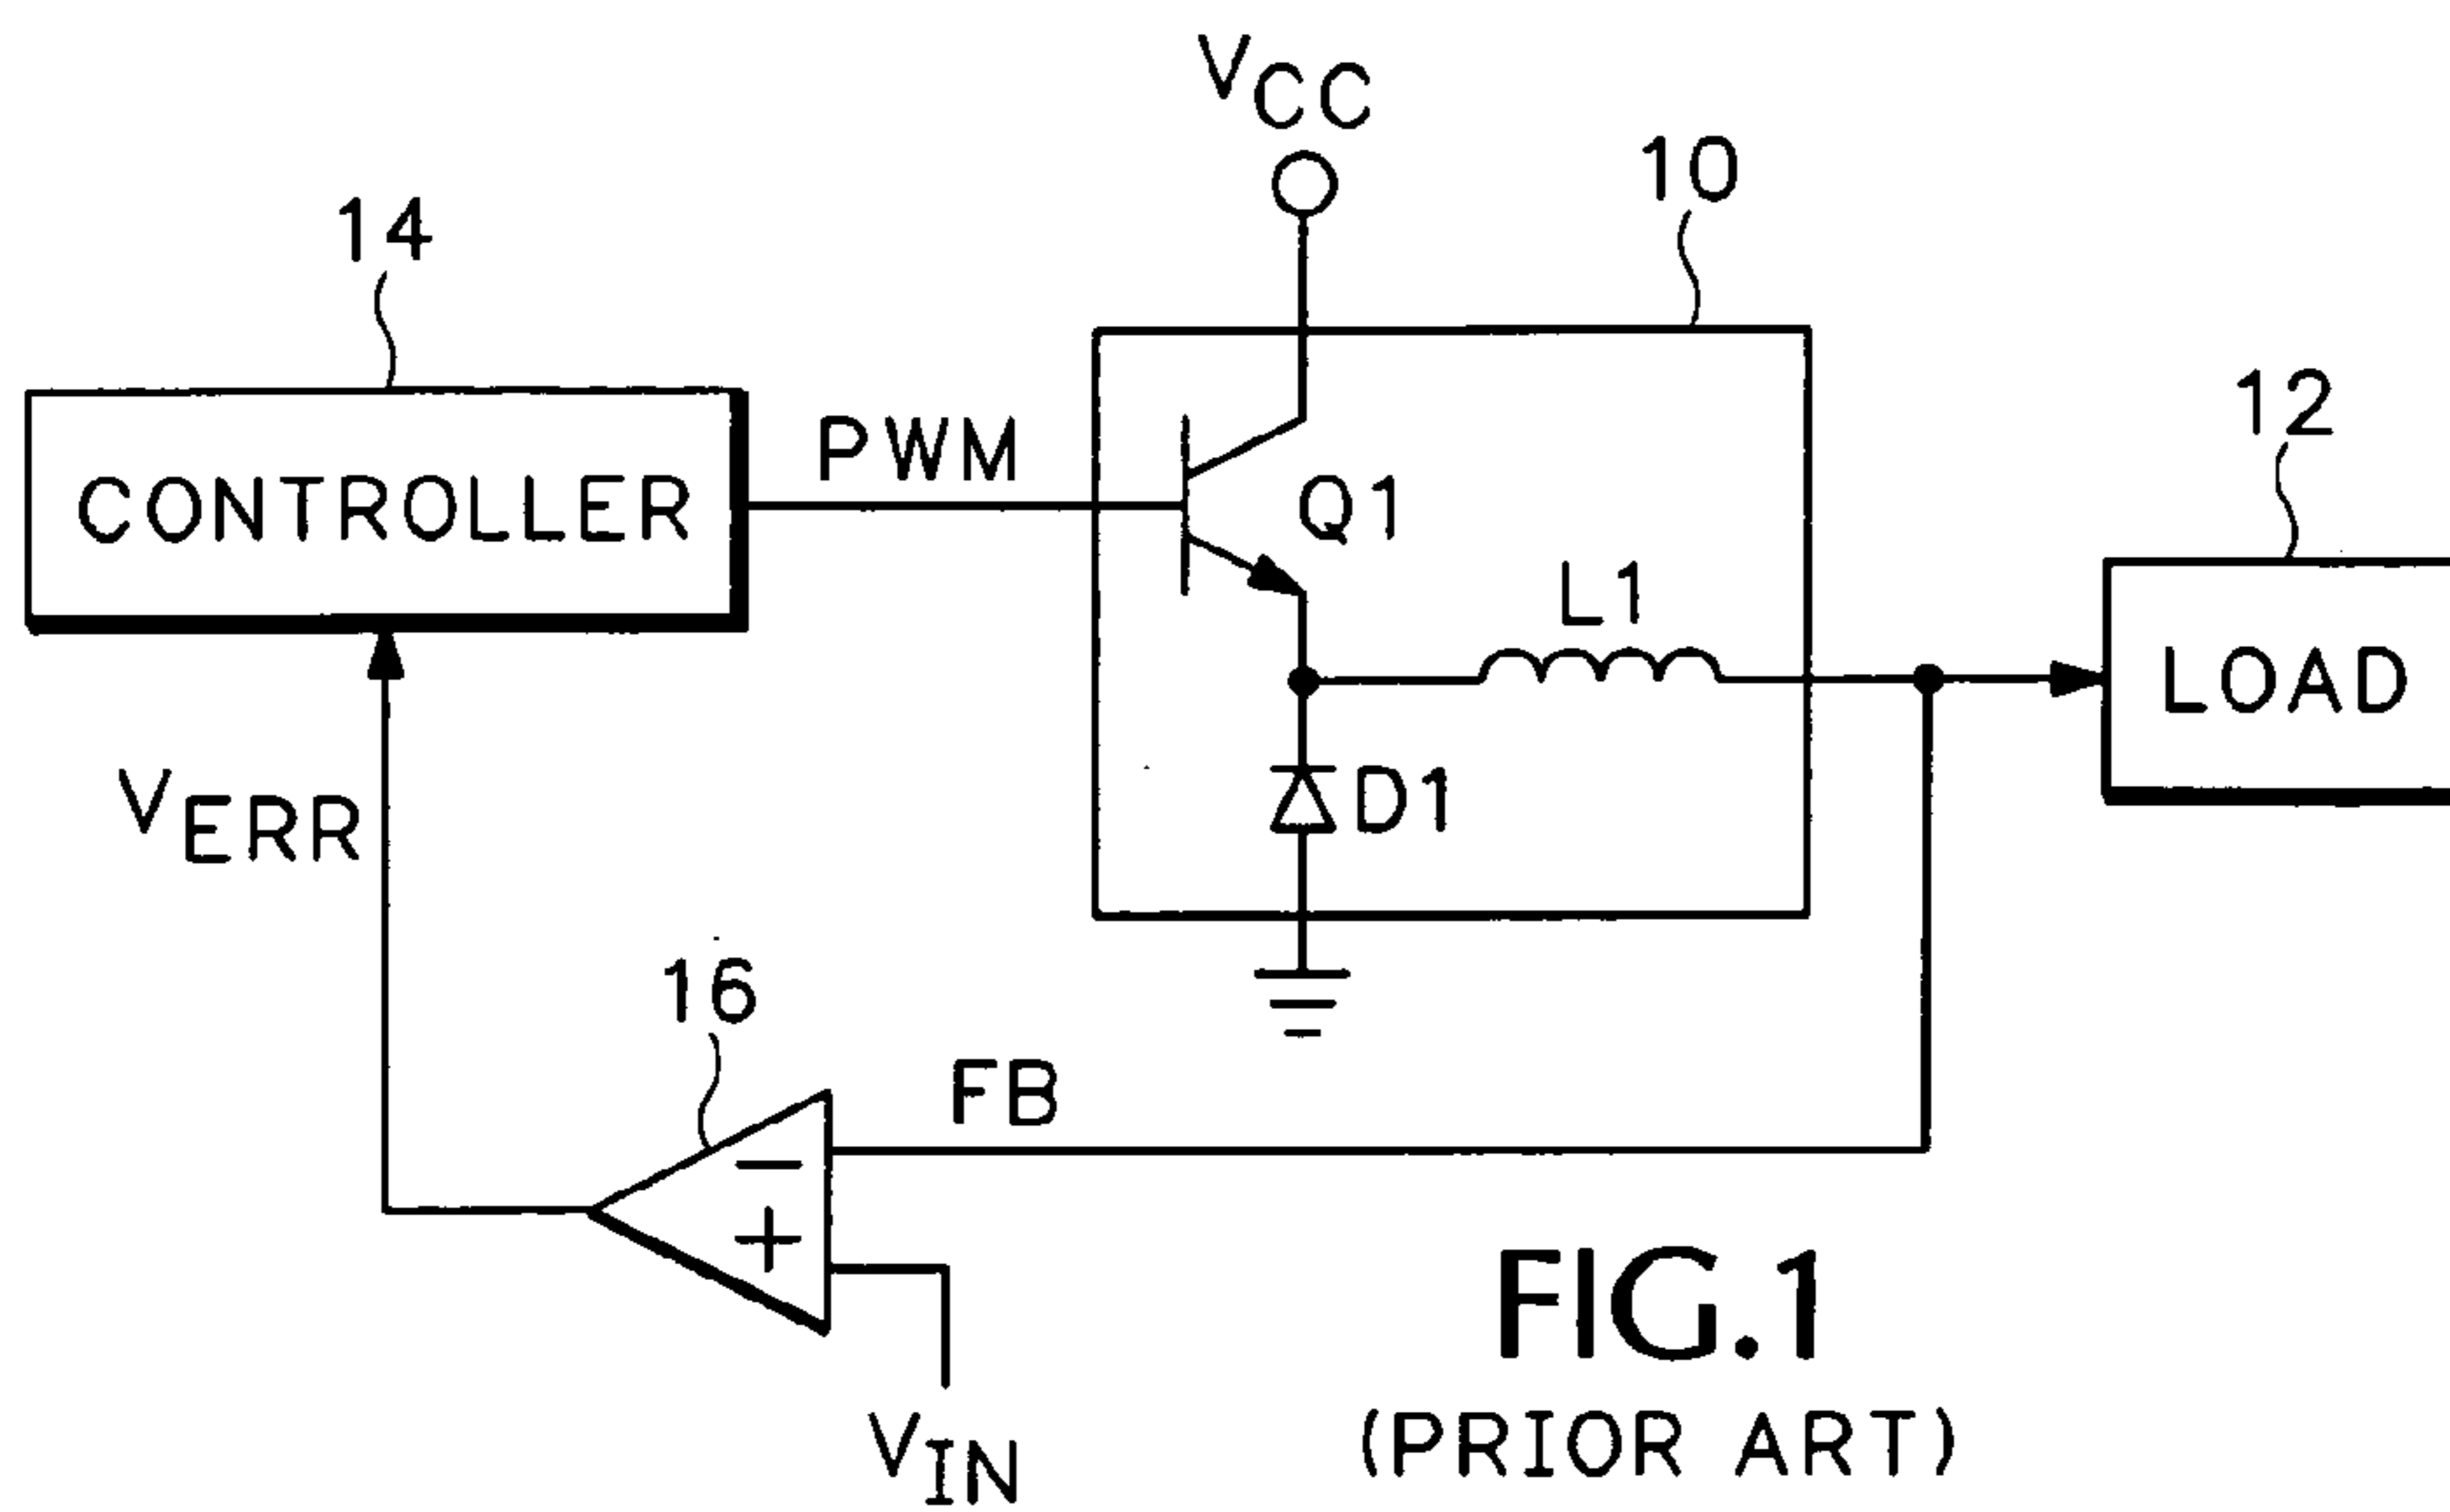 VCC
10
14
12
PWM
CONTROLLER
Q1
L1
LOAD
VERR
D1
16
FB
−
+
VIN
FIG.1
(PRIOR ART)